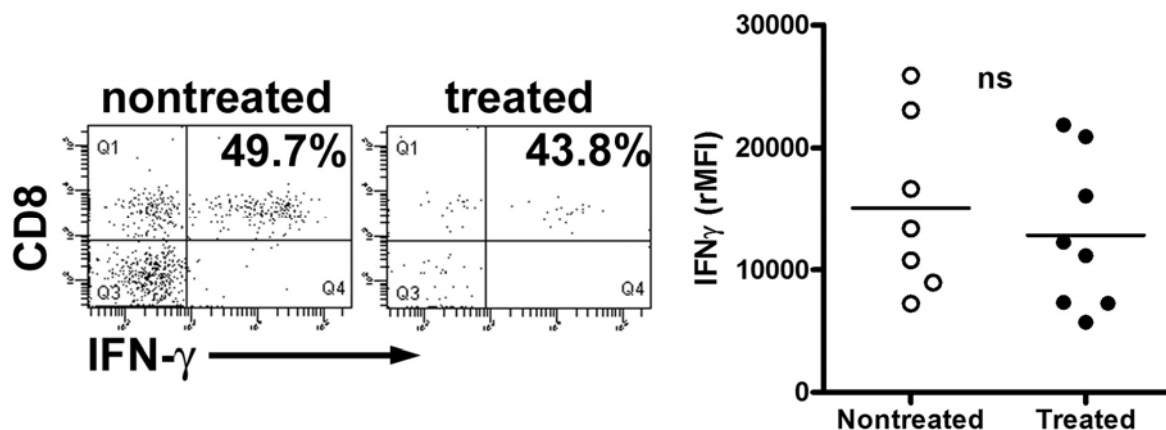 nontreated
treated
Q1
49.7%
Q1
43.8%
CD8
Q3
Q4
Q3
Q4
IFN-γ
30000
20000
10000
0
IFNγ (rMFI)
ns
Nontreated
Treated